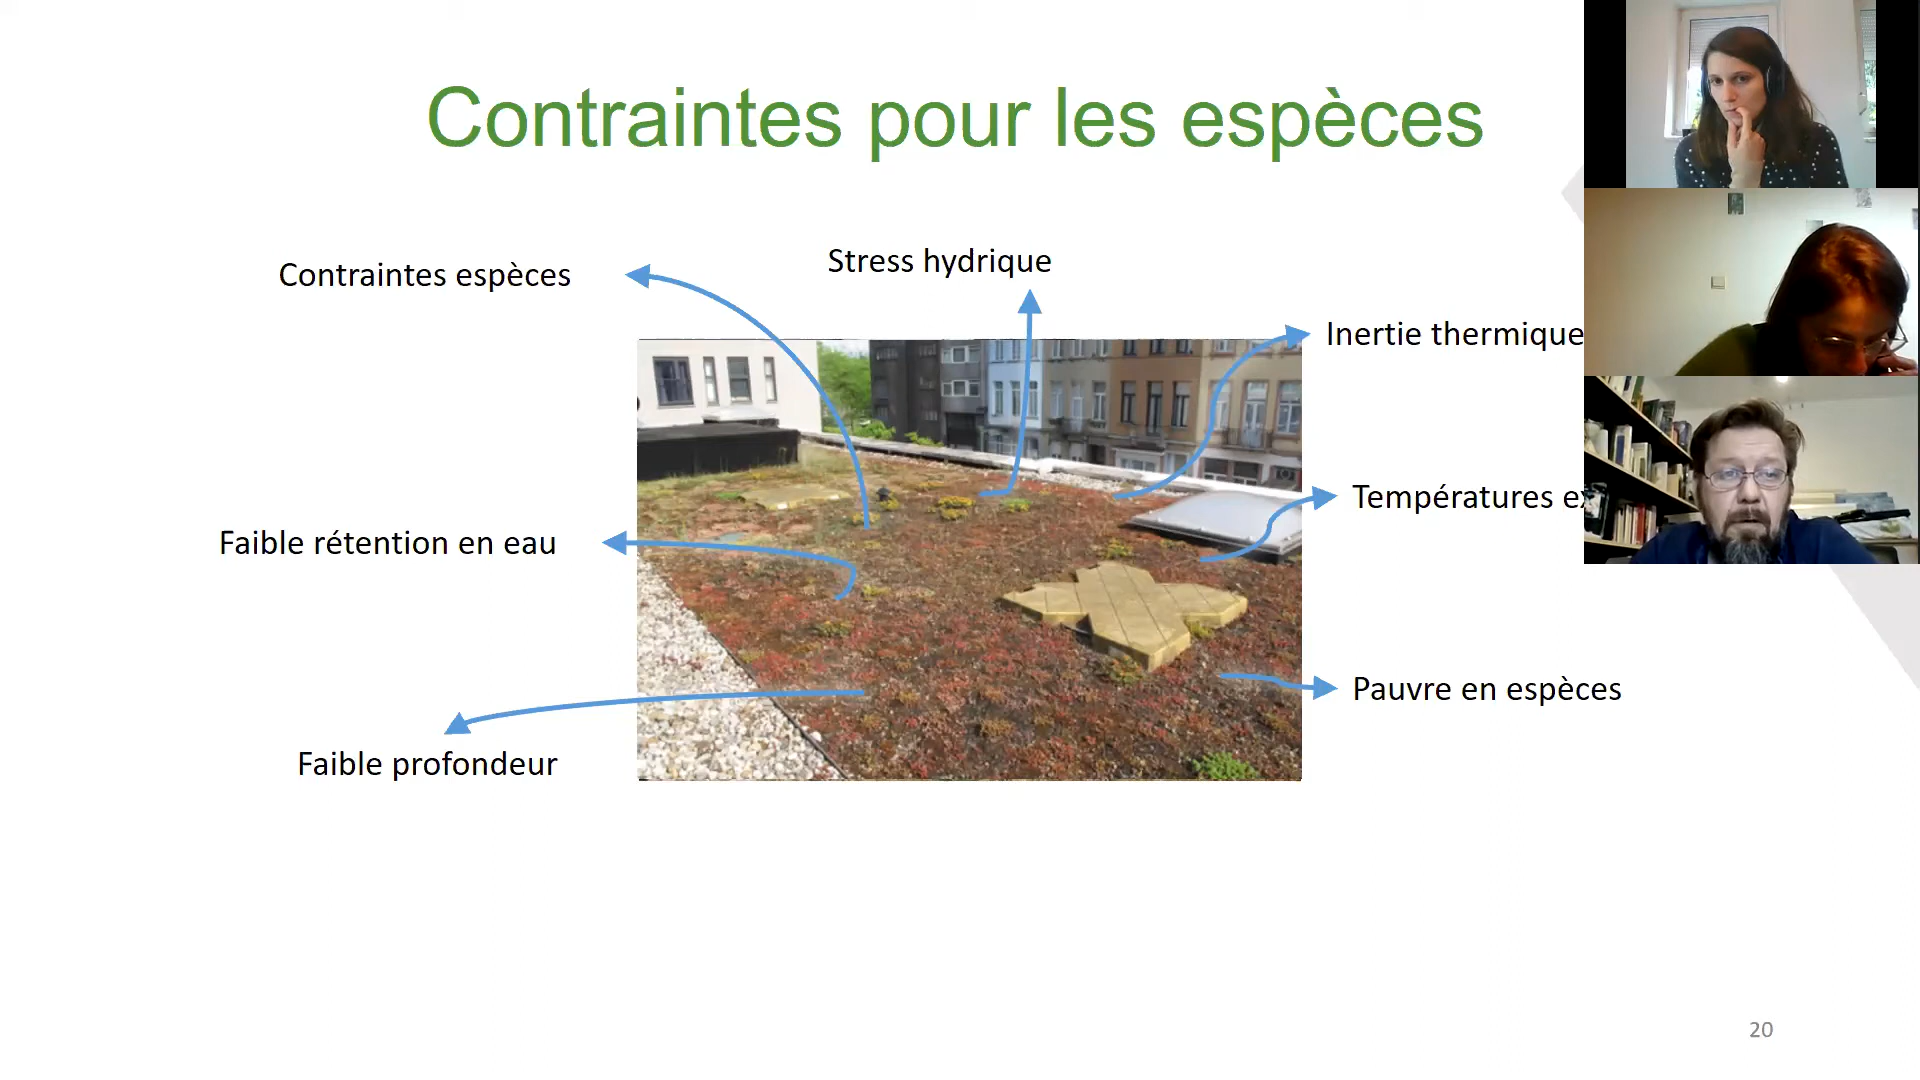 Contraintes pour les espèces
Contraintes espèces
Stress hydrique
Inertie thermique
Faible rétention en eau
Températures
Faible profondeur
Pauvre en espèces
20